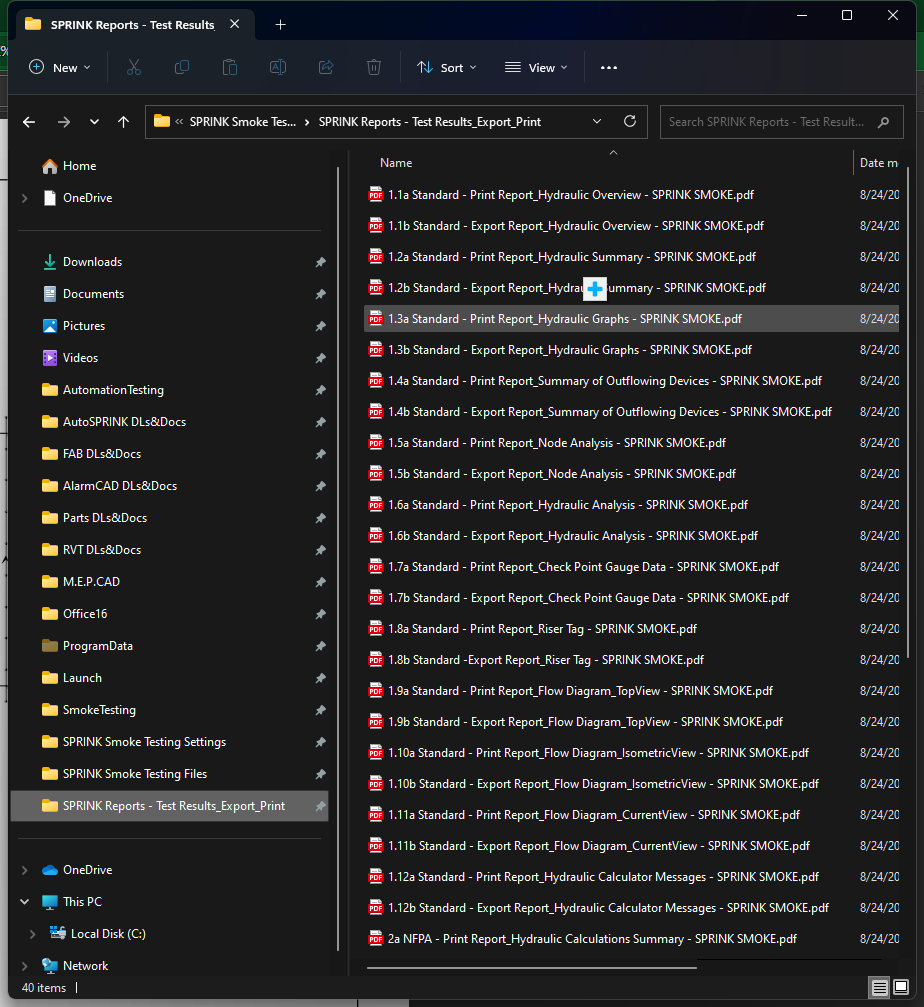 SPRINK Reports - Test Results
New
Sort
View
SPRINK Smoke Tes...
SPRINK Reports - Test Results_Export_Print
Search SPRINK Reports - Test Result...
Home
OneDrive
Downloads
Documents
Pictures
Videos
AutomationTesting
AutoSPRINK DLs&Docs
FAB DLs&Docs
AlarmCAD DLs&Docs
Parts DLs&Docs
RVT DLs&Docs
M.E.P.CAD
Office16
ProgramData
Launch
SmokeTesting
SPRINK Smoke Testing Settings
SPRINK Smoke Testing Files
SPRINK Reports - Test Results_Export_Print
OneDrive
This PC
Local Disk (C:)
Network
Name Date m
1.1a Standard - Print Report_Hydraulic Overview - SPRINK SMOKE.pdf 8/24/20
1.1b Standard - Export Report_Hydraulic Overview - SPRINK SMOKE.pdf 8/24/20
1.2a Standard - Print Report_Hydraulic Summary - SPRINK SMOKE.pdf 8/24/20
1.2b Standard - Export Report_Hydrau ummary - SPRINK SMOKE.pdf 8/24/20
1.3a Standard - Print Report_Hydraulic Graphs - SPRINK SMOKE.pdf 8/24/20
1.3b Standard - Export Report_Hydraulic Graphs - SPRINK SMOKE.pdf 8/24/20
1.4a Standard - Print Report_Summary of Outflowing Devices - SPRINK SMOKE.pdf 8/24/20
1.4b Standard - Export Report_Summary of Outflowing Devices - SPRINK SMOKE.pdf 8/24/20
1.5a Standard - Print Report_Node Analysis - SPRINK SMOKE.pdf 8/24/20
1.5b Standard - Export Report_Node Analysis - SPRINK SMOKE.pdf 8/24/20
1.6a Standard - Print Report_Hydraulic Analysis - SPRINK SMOKE.pdf 8/24/20
1.6b Standard - Export Report_Hydraulic Analysis - SPRINK SMOKE.pdf 8/24/20
1.7a Standard - Print Report_Check Point Gauge Data - SPRINK SMOKE.pdf 8/24/20
1.7b Standard - Export Report_Check Point Gauge Data - SPRINK SMOKE.pdf 8/24/20
1.8a Standard - Print Report_Riser Tag - SPRINK SMOKE.pdf 8/24/20
1.8b Standard -Export Report_Riser Tag - SPRINK SMOKE.pdf 8/24/20
1.9a Standard - Print Report_Flow Diagram_TopView - SPRINK SMOKE.pdf 8/24/20
1.9b Standard - Export Report_Flow Diagram_TopView - SPRINK SMOKE.pdf 8/24/20
1.10a Standard - Print Report_Flow Diagram_IsometricView - SPRINK SMOKE.pdf 8/24/20
1.10b Standard - Export Report_Flow Diagram_IsometricView - SPRINK SMOKE.pdf 8/24/20
1.11a Standard - Print Report_Flow Diagram_CurrentView - SPRINK SMOKE.pdf 8/24/20
1.11b Standard - Export Report_Flow Diagram_CurrentView - SPRINK SMOKE.pdf 8/24/20
1.12a Standard - Print Report_Hydraulic Calculator Messages - SPRINK SMOKE.pdf 8/24/20
1.12b Standard - Export Report_Hydraulic Calculator Messages - SPRINK SMOKE.pdf 8/24/20
2a NFPA - Print Report_Hydraulic Calculations Summary - SPRINK SMOKE.pdf 8/24/20
40 items